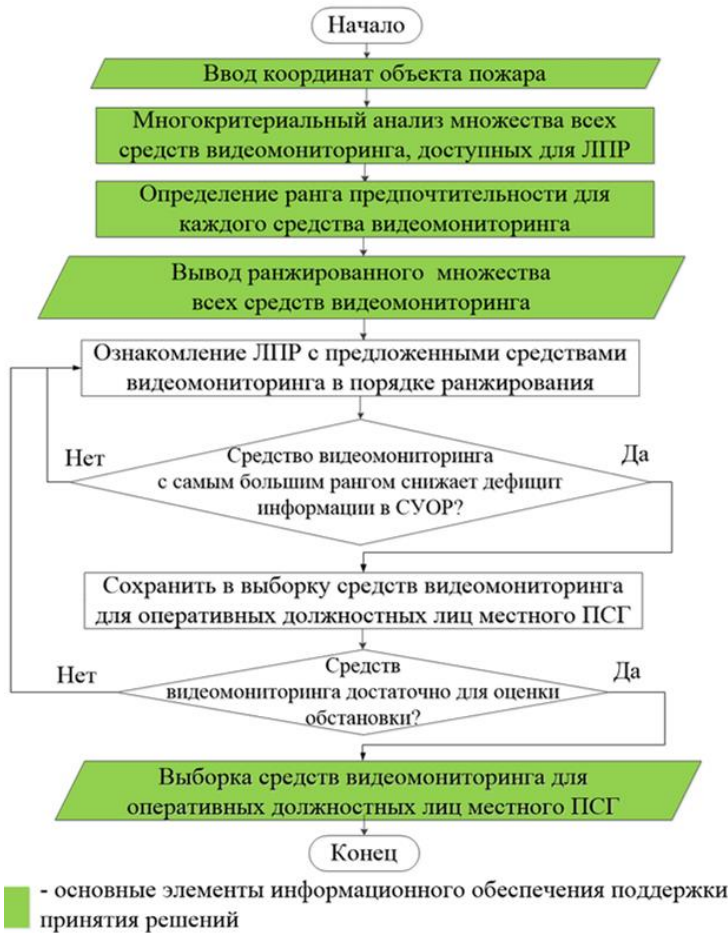 Начало
Ввод координат объекта пожара
Многокритериальный анализ множества всех
средств видеомониторинга, доступных для ЛПР
Определение ранга предпочтительности для
каждого средства видеомониторинга
Вывод ранжированного множества
всех средств видеомониторинга
Ознакомление ЛПР с предложенными средствами
видеомониторинга в порядке ранжирования
Нет
Да
Средство видеомониторинга
с самым большим рангом снижает дефицит
информации в СУОР?
Сохранить в выборку средств видеомониторинга
для оперативных должностных лиц местного ПСГ
Нет
Да
Средств
видеомониторинга достаточно для оценки
обстановки?
Выборка средств видеомониторинга для
оперативных должностных лиц местного ПСГ
Конец
- основные элементы информационного обеспечения поддержки
принятия решений